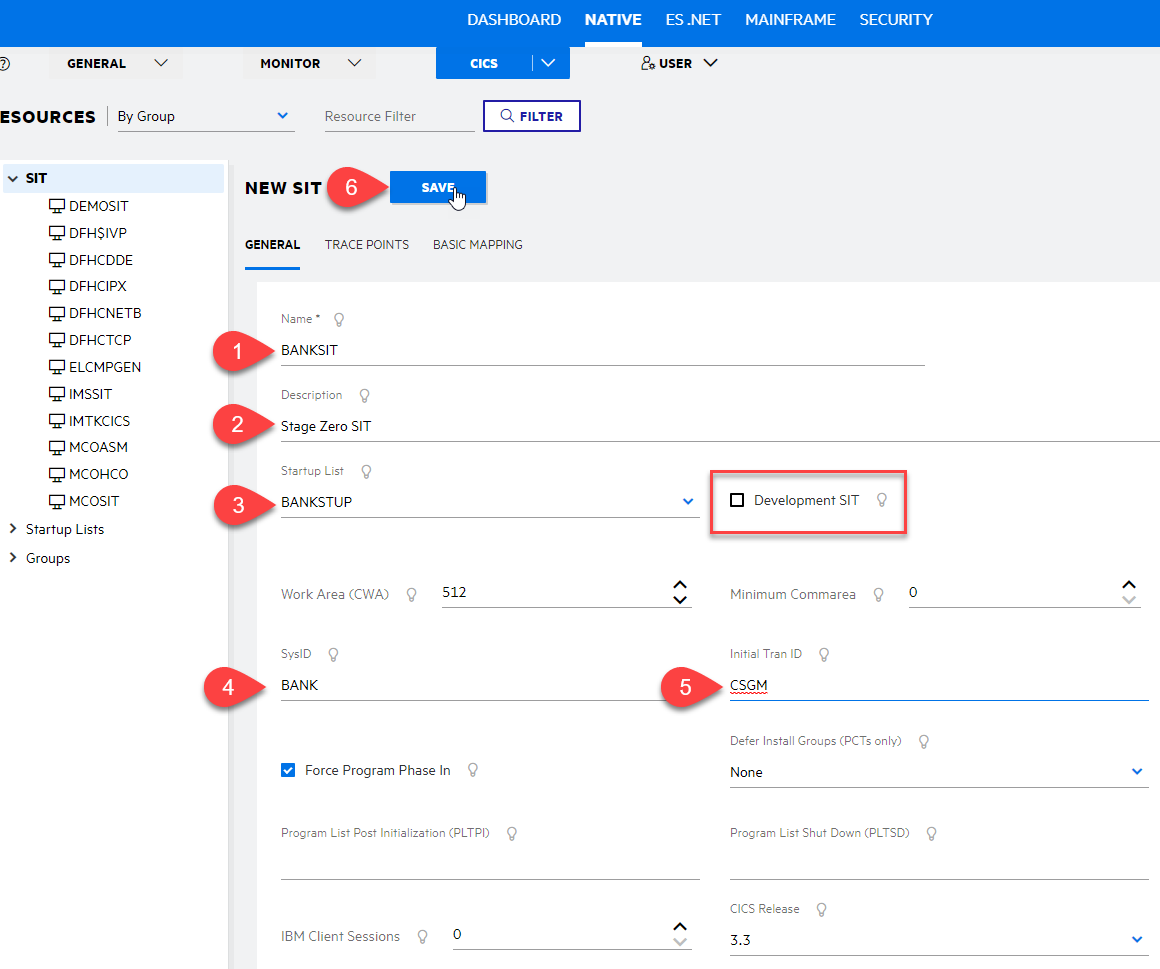 DASHBOARD NATIVE ES .NET MAINFRAME SECURITY
GENERAL MONITOR CICS USER
ESOURCES By Group Resource Filter FILTER
SIT
DEMOSIT
DFH$IVP
DFHCDDE
DFHCIPX
DFHCNETB
DFHCTCP
ELCMPGEN
IMSSIT
IMTKCICS
MCOASM
MCOHCO
MCOSIT
Startup Lists
Groups
NEW SIT 6 SAVE
GENERAL TRACE POINTS BASIC MAPPING
Name *
1 BANKSIT
Description
2 Stage Zero SIT
Startup List
3 BANKSTUP Development SIT
Work Area (CWA) 512 Minimum Commarea 0
SysID Initial Tran ID
4 BANK 5 CSGM
Defer Install Groups (PCTs only)
Force Program Phase In None
Program List Post Initialization (PLTPI) Program List Shut Down (PLTSD)
CICS Release
IBM Client Sessions 0 3.3